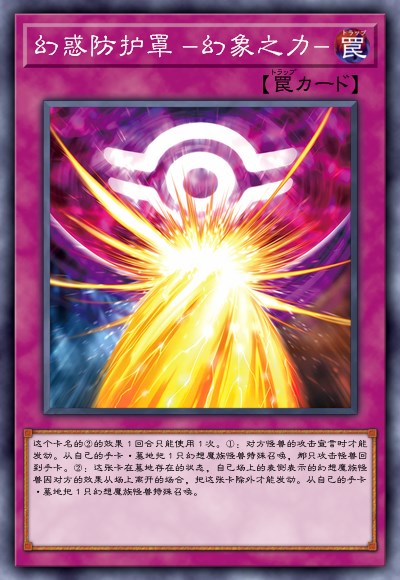 幻惑防护罩 -幻象之力-
トラップ
罠
トラップ
【罠カード】
这个卡名的②的效果1回合只能使用1次。①：对方怪兽的攻击宣言时才能
发动。从自己的手卡·墓地把1只幻想魔族怪兽特殊召唤，那只攻击怪兽回
到手卡。②：这张卡在墓地存在的状态，自己场上的表侧表示的幻想魔族怪
兽因对方的效果从场上离开的场合，把这张卡除外才能发动。从自己的手卡
·墓地把1只幻想魔族怪兽特殊召唤。